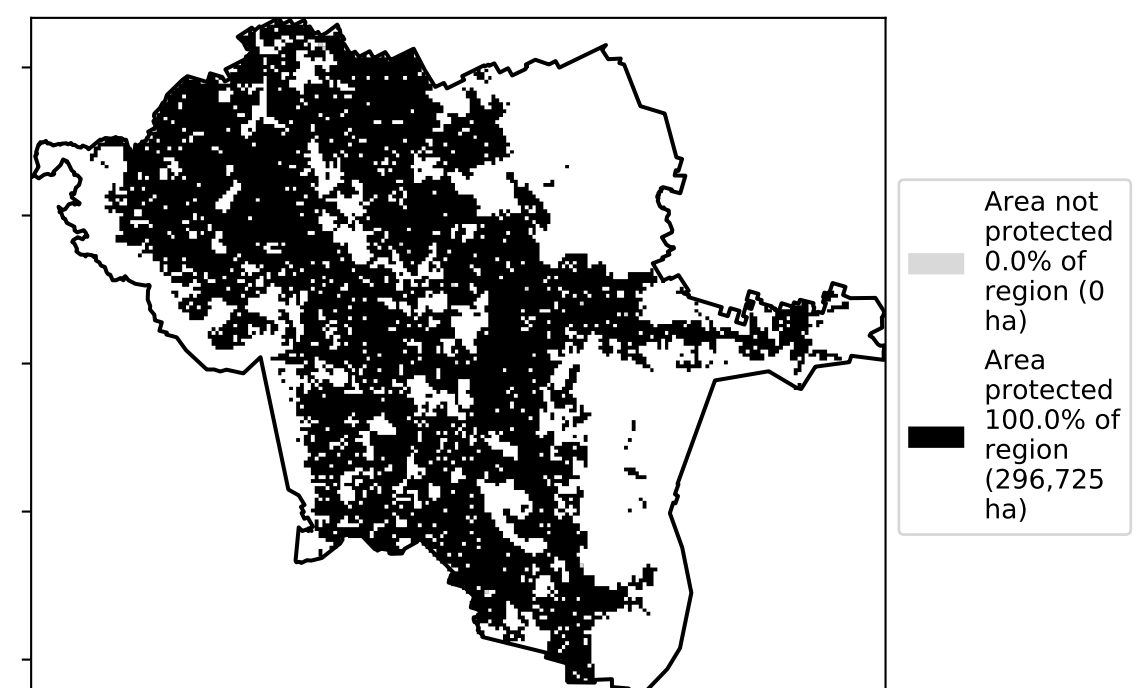 Area not
protected
0.0% of
region (0
ha)
Area
protected
100.0% of
region
(296,725
ha)